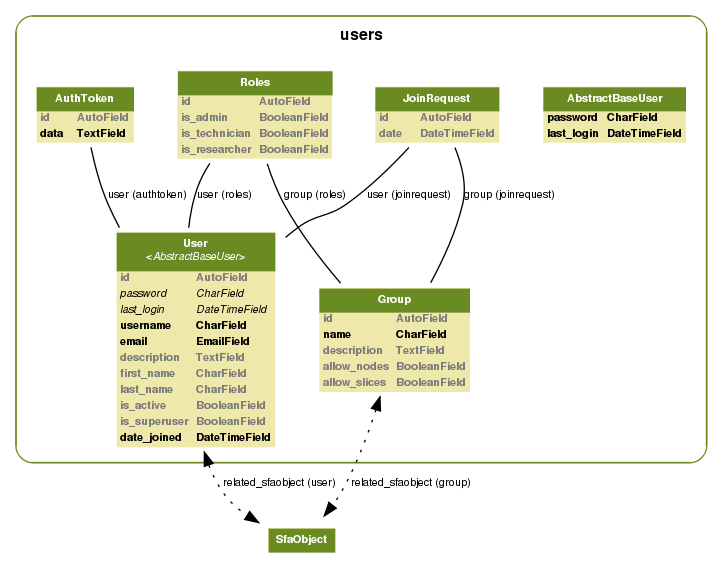 users
AuthToken
id AutoField
data TextField
Roles
id AutoField
is_admin BooleanField
is_technician BooleanField
is_researcher BooleanField
JoinRequest
id AutoField
date DateTimeField
AbstractBaseUser
password CharField
last_login DateTimeField
user (authtoken)
user (roles)
group (roles)
user (joinrequest)
group (joinrequest)
User
<AbstractBaseUser>
id AutoField
password CharField
last_login DateTimeField
username CharField
email EmailField
description TextField
first_name CharField
last_name CharField
is_active BooleanField
is_superuser BooleanField
date_joined DateTimeField
Group
id AutoField
name CharField
description TextField
allow_nodes BooleanField
allow_slices BooleanField
related_sfaobject (user)
related_sfaobject (group)
SfaObject